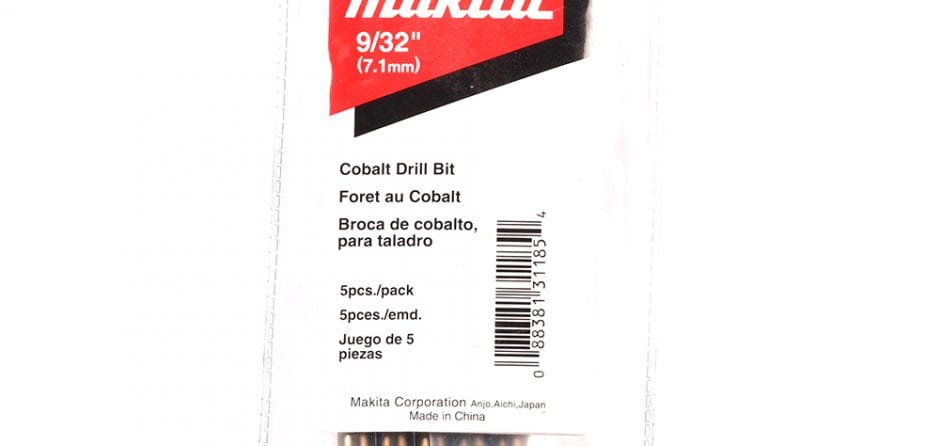 Makita
9/32"
(7.1mm)
Cobalt Drill Bit
Foret au Cobalt
Broca de cobalto,
para taladro
5pcs./pack
5pces./emd.
Juego de 5
piezas
0 88381 31185 4
Makita Corporation Anjo,Aichi,Japan
Made in China